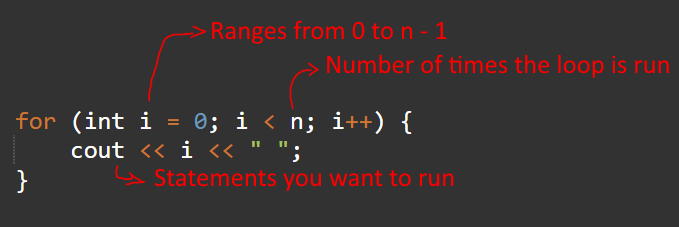 Ranges from 0 to n - 1
Number of times the loop is run
for (int i = 0; i < n; i++) {
cout << i << " ";
Statements you want to run
}